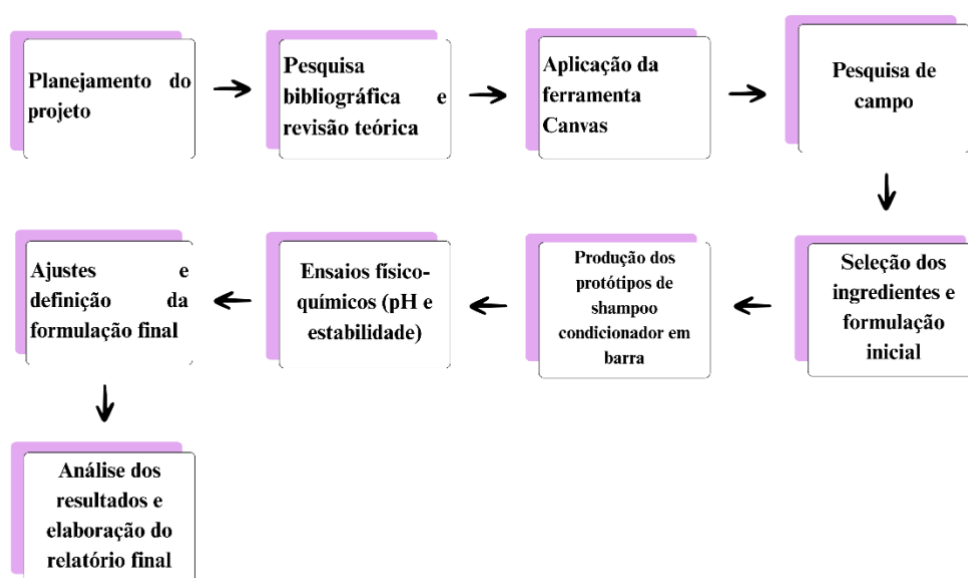 Planejamento do
projeto
Pesquisa
bibliográfica e
revisão teórica
Aplicação da
ferramenta
Canvas
Pesquisa de
campo
Seleção dos
ingredientes e
formulação
inicial
Produção dos
protótipos de
shampoo
condicionador em
barra
Ensaios físico-
químicos (pH e
estabilidade)
Ajustes e
definição da
formulação final
Análise dos
resultados e
elaboração do
relatório final